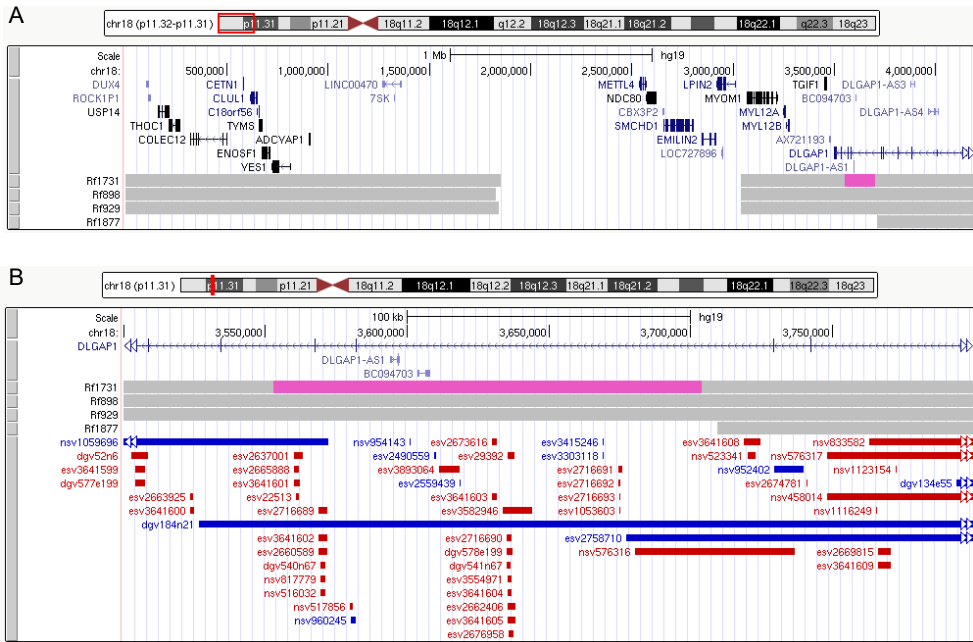 A
chr18 (p11.32-p11.31) p11.31 p11.21 18q11.2 18q12.1 q12.2 18q12.3 18q21.1 18q21.2 18q22.1 q22.3 18q23
Scale 1 Mb hg19
chr18: 500,000 1,000,000 1,500,000 2,000,000 2,500,000 3,000,000 3,500,000 4,000,000
DUX4 CETN1 LINC00470 METTL4 LPIN2 TGIF1 DLGAP1-AS3
ROCK1P1 CLUL1 7SK NDC80 MYOM1 BC094703
USP14 C18orf56 CBX3P2 MYL12A DLGAP1-AS4
THOC1 TYMS SMCHD1 MYL12B
COLEC12 ADCYAP1 EMILIN2 AX721193
ENOSF1 LOC727896 DLGAP1
YES1 DLGAP1-AS1
Rf1731
Rf898
Rf929
Rf1877
B
chr18 (p11.31) p11.31 p11.21 18q11.2 18q12.1 18q12.2 18q12.3 18q21.1 18q21.2 18q22.1 18q22.3 18q23
Scale 100 kb hg19
chr18: 3,550,000 3,600,000 3,650,000 3,700,000 3,750,000
DLGAP1
DLGAP1-AS1
BC094703
Rf1731
Rf898
Rf929
Rf1877
nsv1059696 nsv954143 esv2673616 esv3415246 esv3641608 nsv833582
dgv52n6 esv2637001 esv2490559 esv29392 esv3303118 nsv523341 nsv576317
esv3641599 esv2665888 esv3893064 esv2716691 nsv952402 nsv1123154
dgv577e199 esv3641601 esv2559439 esv2716692 esv2674781 dgv134e55
esv2663925 esv22513 esv3641603 esv2716693 nsv458014
esv3641600 esv2716689 esv3582946 esv1053603 nsv1116249
dgv184n21
esv3641602 esv2716690 esv2758710
esv2660589 dgv578e199 nsv576316 esv2669815
dgv540n67 dgv541n67 esv3641609
nsv817779 esv3554971
nsv516032 esv3641604
nsv517856 esv2662406
nsv960245 esv3641605
esv2676958